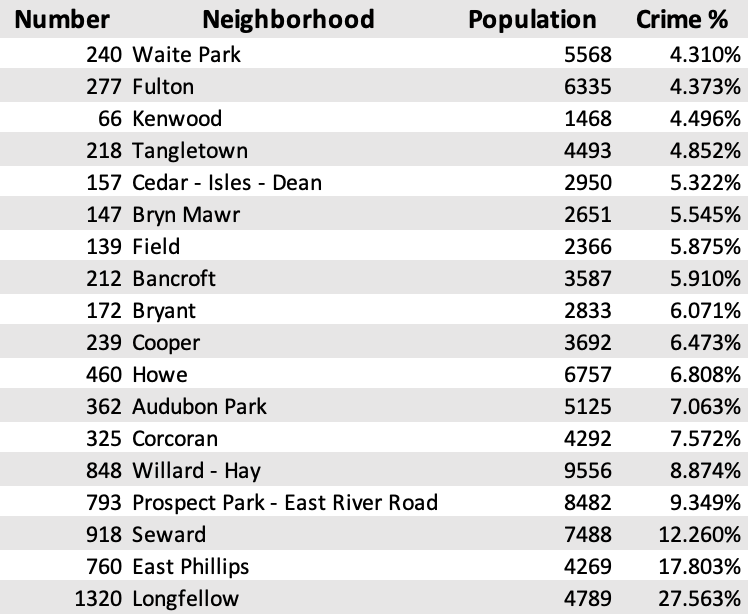 Number Neighborhood Population Crime %
240 Waite Park 5568 4.310%
277 Fulton 6335 4.373%
66 Kenwood 1468 4.496%
218 Tangletown 4493 4.852%
157 Cedar - Isles - Dean 2950 5.322%
147 Bryn Mawr 2651 5.545%
139 Field 2366 5.875%
212 Bancroft 3587 5.910%
172 Bryant 2833 6.071%
239 Cooper 3692 6.473%
460 Howe 6757 6.808%
362 Audubon Park 5125 7.063%
325 Corcoran 4292 7.572%
848 Willard - Hay 9556 8.874%
793 Prospect Park - East River Road 8482 9.349%
918 Seward 7488 12.260%
760 East Phillips 4269 17.803%
1320 Longfellow 4789 27.563%